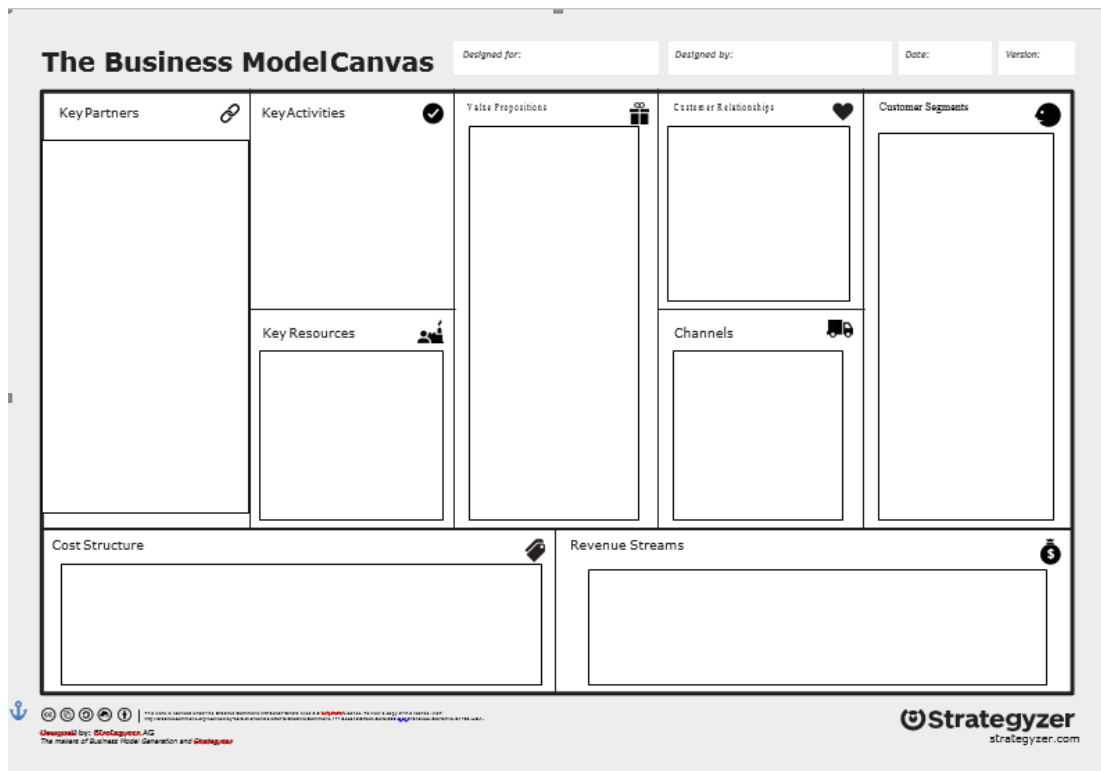 The Business Model Canvas
Designed for:
Designed by:
Date:
Version:
Key Partners
Key Activities
Value Propositions
Customer Relationships
Customer Segments
Key Resources
Channels
Cost Structure
Revenue Streams
$
cc
by: Strategyzer AG
The makers of Business Model Generation and Strategyzer
Strategyzer
strategyzer.com